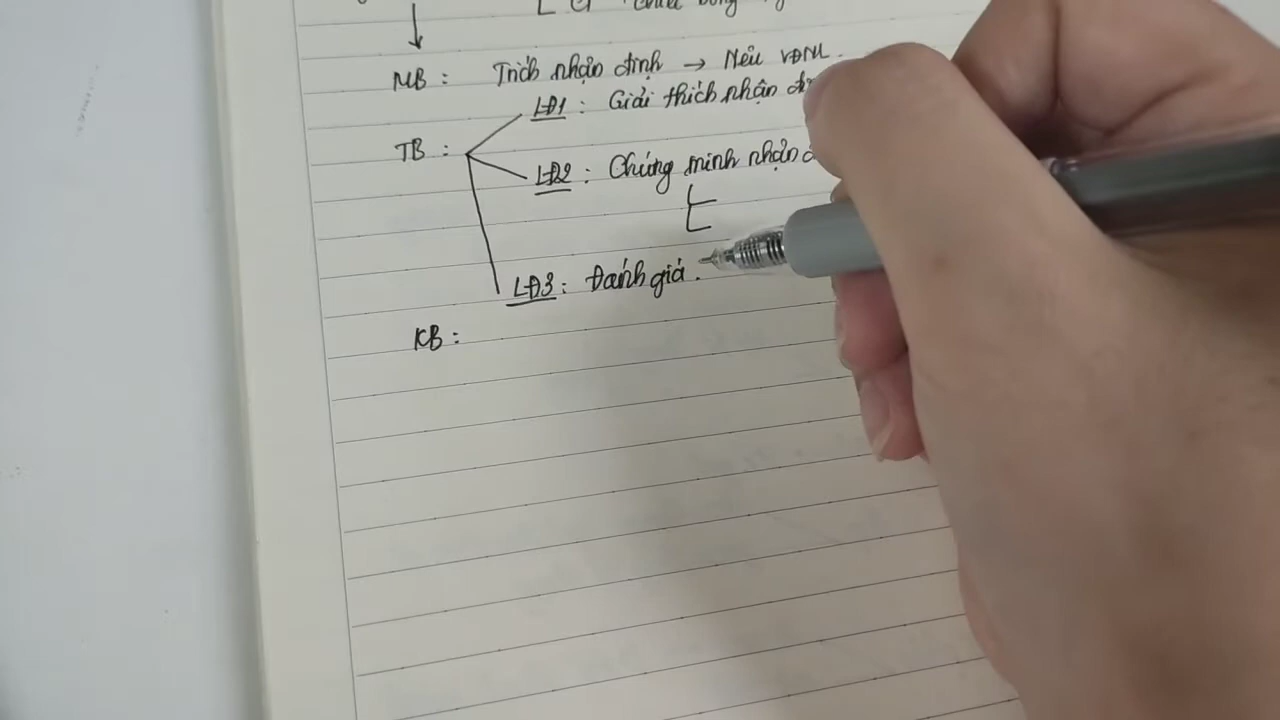 MB : Trích nhận định → Nêu VĐNL.
LĐ1 : Giải thích nhận
TB :
LĐ2 : Chứng minh nhận
LĐ3 : Đánh giá.
KB :